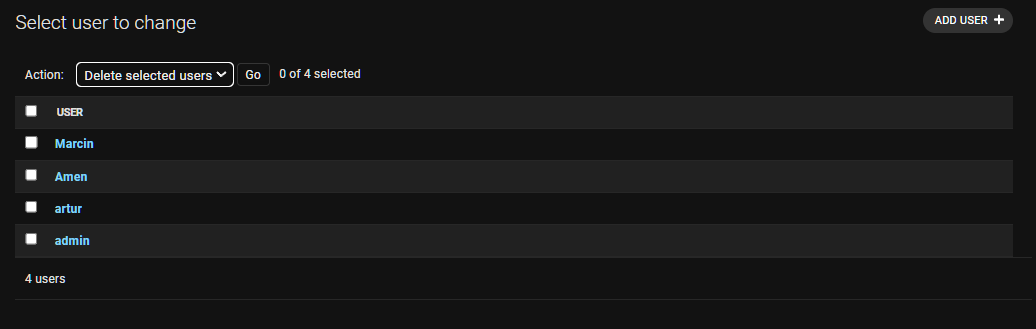 Select user to change
ADD USER +
Action: Delete selected users Go 0 of 4 selected
USER
Marcin
Amen
artur
admin
4 users